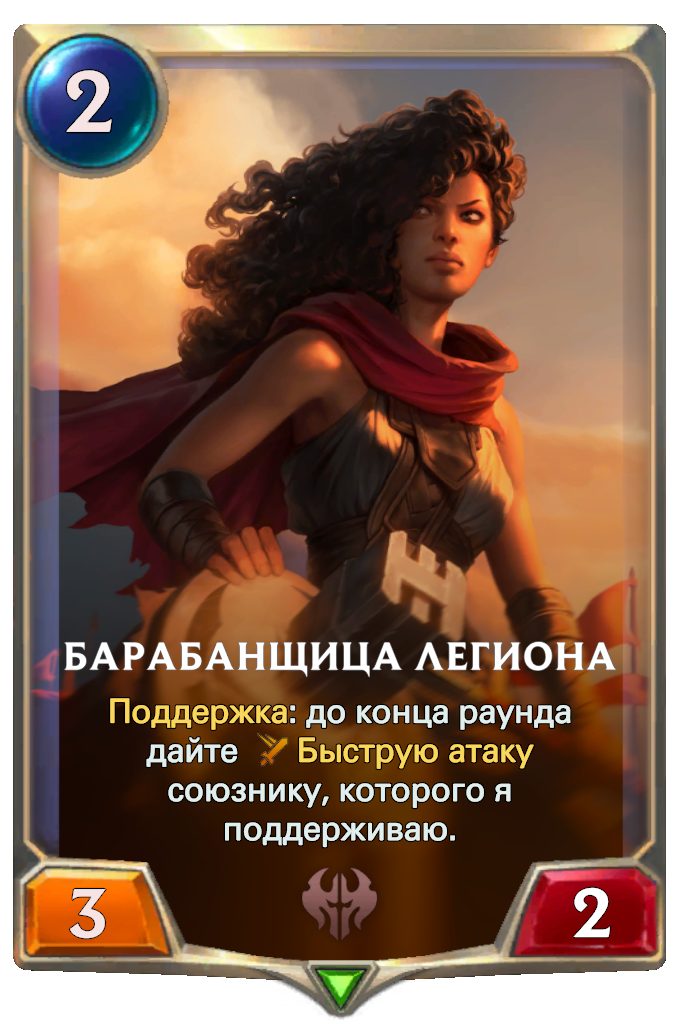 2
БАРАБАНЩИЦА ЛЕГИОНА
Поддержка: до конца раунда
дайте Быструю атаку
союзнику, которого я
поддерживаю.
3
2